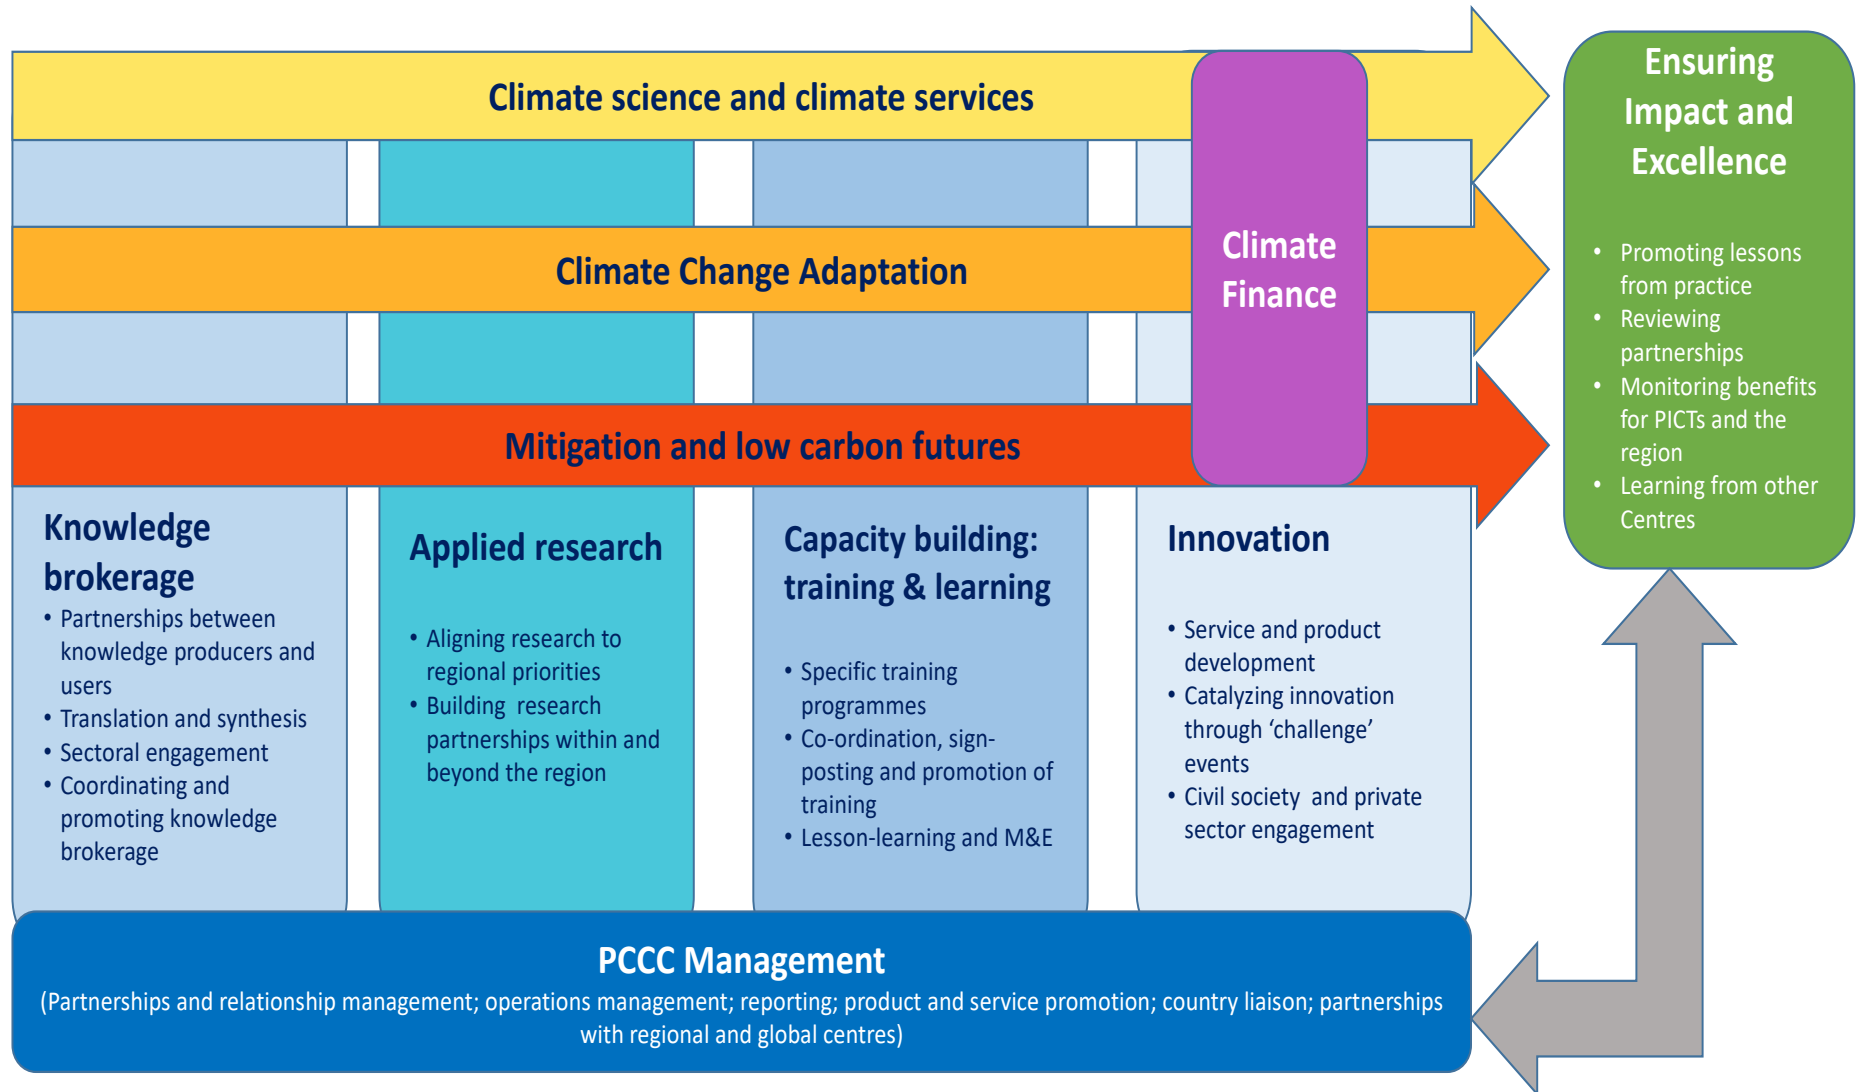 Climate science and climate services
Climate Change Adaptation
Mitigation and low carbon futures
Climate
Finance
Knowledge
brokerage
• Partnerships between
knowledge producers and
users
• Translation and synthesis
• Sectoral engagement
• Coordinating and
promoting knowledge
brokerage
Applied research
• Aligning research to
regional priorities
• Building research
partnerships within and
beyond the region
Capacity building:
training & learning
• Specific training
programmes
• Co-ordination, sign-
posting and promotion of
training
• Lesson-learning and M&E
Innovation
• Service and product
development
• Catalyzing innovation
through ‘challenge’
events
• Civil society and private
sector engagement
Ensuring
Impact and
Excellence
• Promoting lessons
from practice
• Reviewing
partnerships
• Monitoring benefits
for PICTs and the
region
• Learning from other
Centres
PCCC Management
(Partnerships and relationship management; operations management; reporting; product and service promotion; country liaison; partnerships
with regional and global centres)